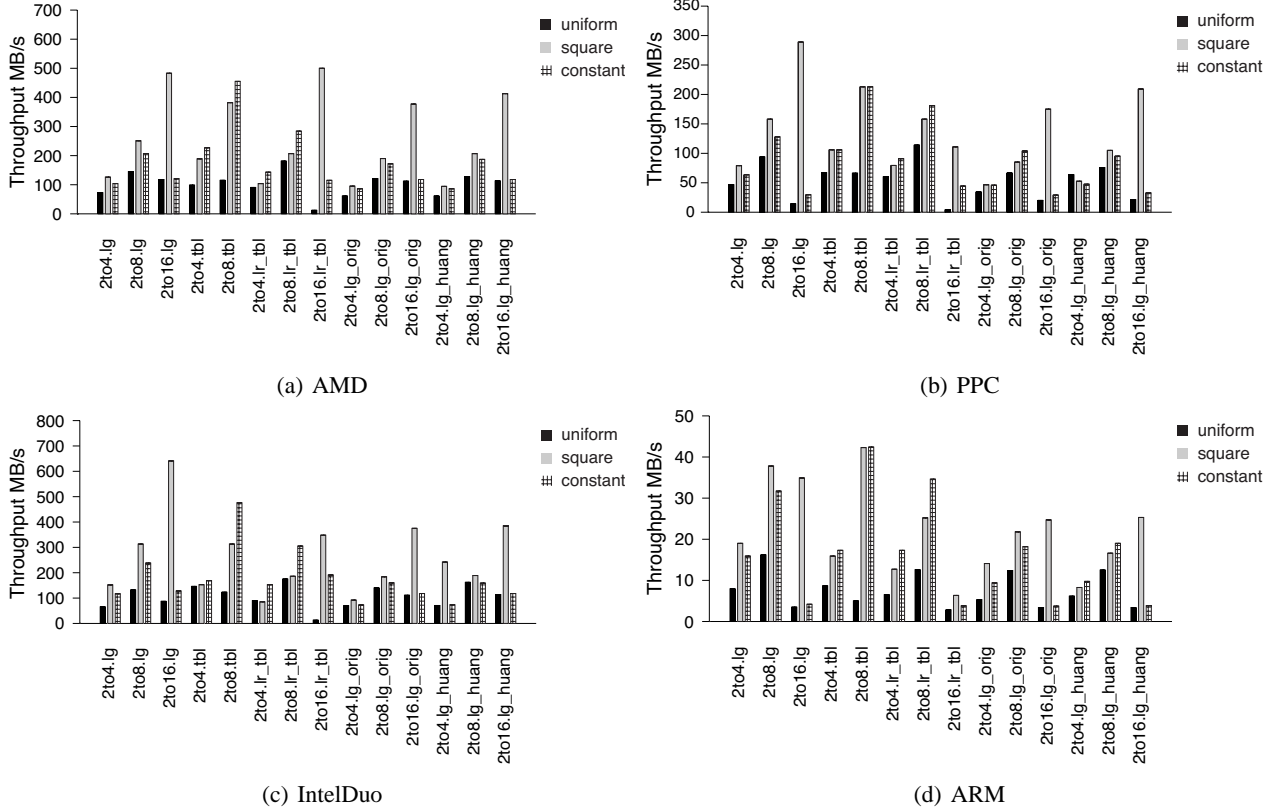 700
600
500
400
300
200
100
0
Throughput MB/s
uniform
square
constant
2to4.lg
2to8.lg
2to16.lg
2to4.tbl
2to8.tbl
2to4.lr_tbl
2to8.lr_tbl
2to16.lr_tbl
2to4.lg_orig
2to8.lg_orig
2to16.lg_orig
2to4.lg_huang
2to8.lg_huang
2to16.lg_huang
(a) AMD
350
300
250
200
150
100
50
0
Throughput MB/s
uniform
square
constant
2to4.lg
2to8.lg
2to16.lg
2to4.tbl
2to8.tbl
2to4.lr_tbl
2to8.lr_tbl
2to16.lr_tbl
2to4.lg_orig
2to8.lg_orig
2to16.lg_orig
2to4.lg_huang
2to8.lg_huang
2to16.lg_huang
(b) PPC
800
700
600
500
400
300
200
100
0
Throughput MB/s
uniform
square
constant
2to4.lg
2to8.lg
2to16.lg
2to4.tbl
2to8.tbl
2to4.lr_tbl
2to8.lr_tbl
2to16.lr_tbl
2to4.lg_orig
2to8.lg_orig
2to16.lg_orig
2to4.lg_huang
2to8.lg_huang
2to16.lg_huang
(c) IntelDuo
50
40
30
20
10
0
Throughput MB/s
uniform
square
constant
2to4.lg
2to8.lg
2to16.lg
2to4.tbl
2to8.tbl
2to4.lr_tbl
2to8.lr_tbl
2to16.lr_tbl
2to4.lg_orig
2to8.lg_orig
2to16.lg_orig
2to4.lg_huang
2to8.lg_huang
2to16.lg_huang
(d) ARM